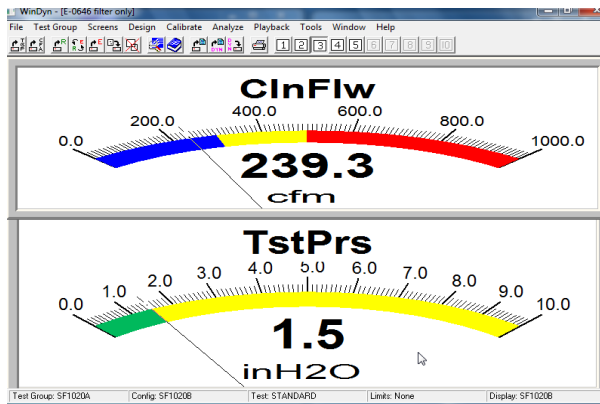 WinDyn - [E-0646 filter only]
File Test Group Screens Design Calibrate Analyze Playback Tools Window Help
1 2 3 4 5 6 7 8 9 10
ClnFlw
0.0 200.0 400.0 600.0 800.0 1000.0
239.3
cfm
TstPrs
0.0 1.0 2.0 3.0 4.0 5.0 6.0 7.0 8.0 9.0 10.0
1.5
inH2O
Test Group: SF1020A Config: SF1020B Test: STANDARD Limits: None Display: SF1020B